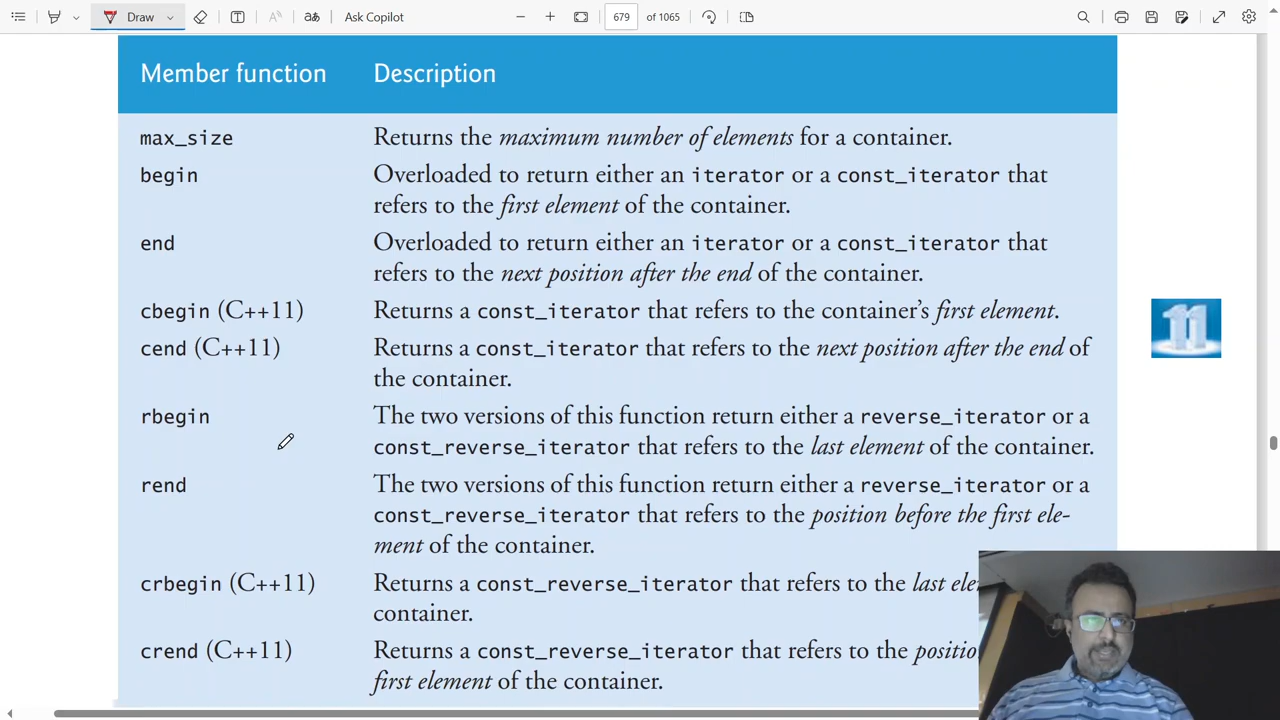 Draw
Ask Copilot
679 of 1065
Member function Description
max_size Returns the maximum number of elements for a container.
begin Overloaded to return either an iterator or a const_iterator that
refers to the first element of the container.
end Overloaded to return either an iterator or a const_iterator that
refers to the next position after the end of the container.
cbegin (C++11) Returns a const_iterator that refers to the container's first element.
cend (C++11) Returns a const_iterator that refers to the next position after the end of
the container.
rbegin The two versions of this function return either a reverse_iterator or a
const_reverse_iterator that refers to the last element of the container.
rend The two versions of this function return either a reverse_iterator or a
const_reverse_iterator that refers to the position before the first ele-
ment of the container.
crbegin (C++11) Returns a const_reverse_iterator that refers to the last
container.
crend (C++11) Returns a const_reverse_iterator that refers to the
first element of the container.
11